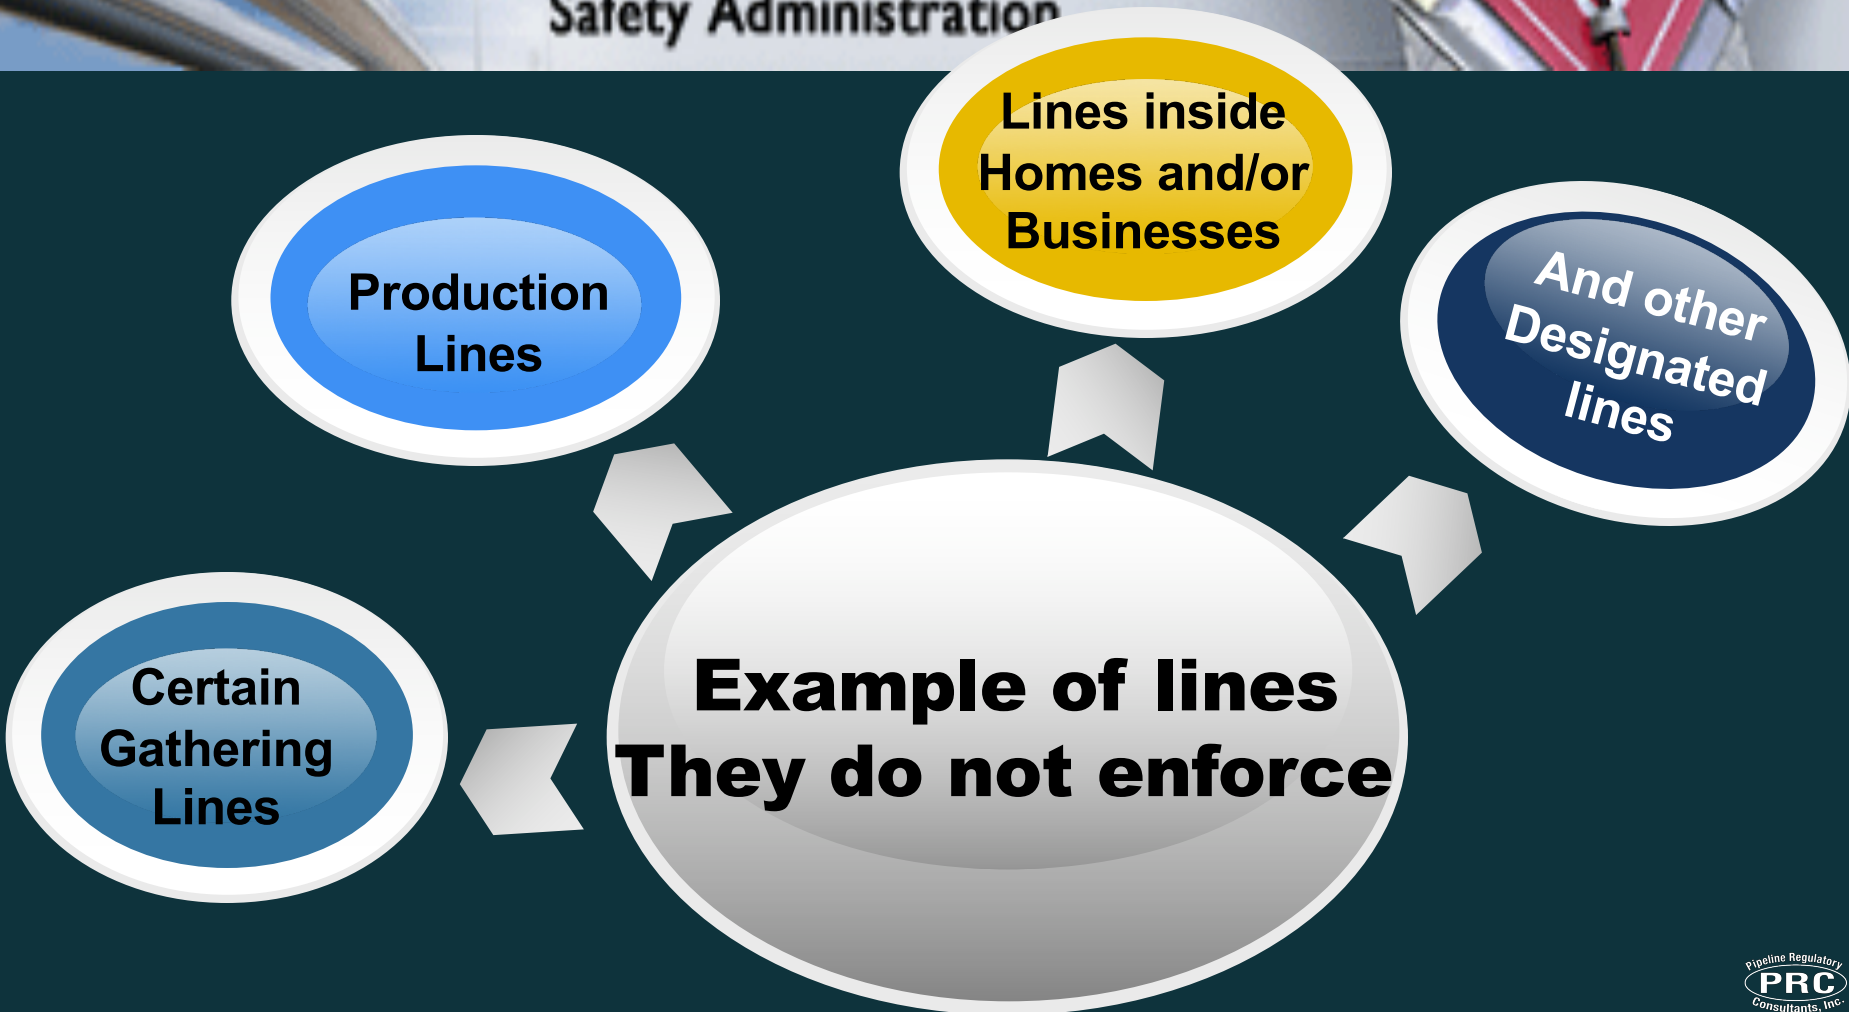 Safety Administration
Lines inside
Homes and/or
Businesses
Production
Lines
And other
Designated
lines
Certain
Gathering
Lines
Example of lines
They do not enforce
Pipeline Regulatory
PRC
Consultants, Inc.